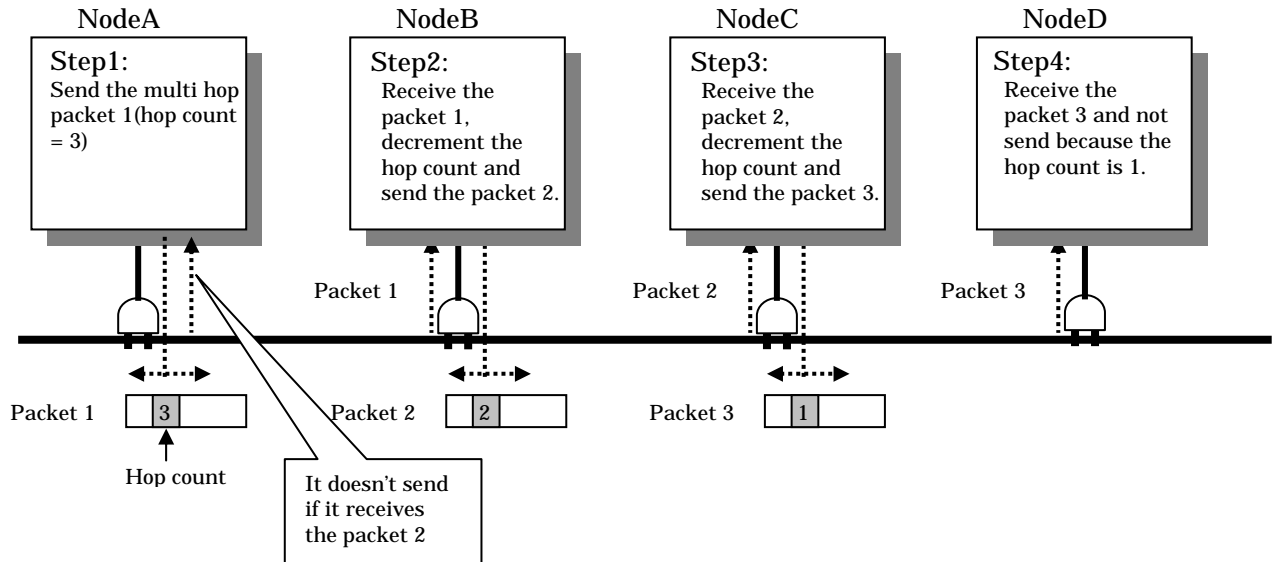 NodeA
NodeB
NodeC
NodeD
Step1:
Send the multi hop
packet 1(hop count
= 3)
Step2:
Receive the
packet 1,
decrement the
hop count and
send the packet 2.
Step3:
Receive the
packet 2,
decrement the
hop count and
send the packet 3.
Step4:
Receive the
packet 3 and not
send because the
hop count is 1.
Packet 1
Packet 2
Packet 3
Packet 1
3
Packet 2
2
Packet 3
1
Hop count
It doesn't send
if it receives
the packet 2